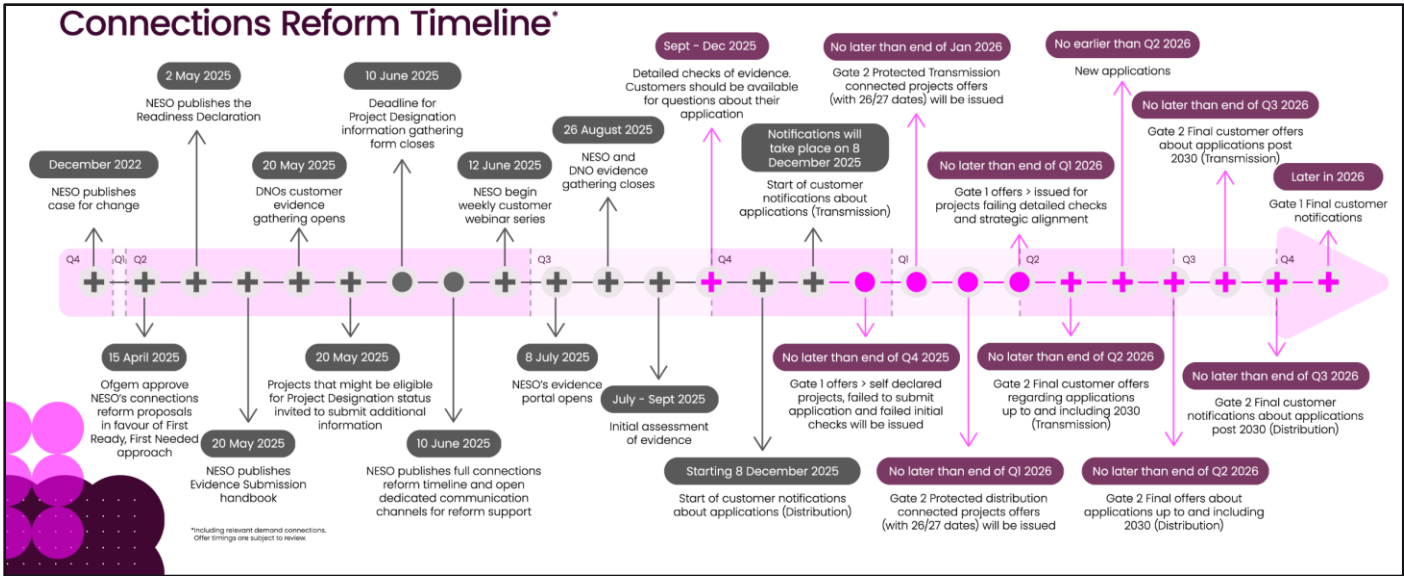 Connections Reform Timeline*
December 2022
NESO publishes
case for change
2 May 2025
NESO publishes the
Readiness Declaration
20 May 2025
DNOs customer
evidence
gathering opens
10 June 2025
Deadline for
Project Designation
information gathering
form closes
12 June 2025
NESO begin
weekly customer
webinar series
26 August 2025
NESO and
DNO evidence
gathering closes
Sept - Dec 2025
Detailed checks of evidence.
Customers should be available
for questions about their
application
Notifications will
take place on 8
December 2025
Start of customer
notifications about
applications (Transmission)
No later than end of Jan 2026
Gate 2 Protected Transmission
connected projects offers
(with 26/27 dates) will be issued
No later than end of Q1 2026
Gate 1 offers > issued for
projects failing detailed checks
and strategic alignment
No earlier than Q2 2026
New applications
No later than end of Q3 2026
Gate 2 Final customer offers
about applications post
2030 (Transmission)
Later in 2026
Gate 1 Final customer
notifications
Q4
Q1
Q2
Q3
Q4
Q1
Q2
Q3
Q4
15 April 2025
Ofgem approve
NESO's connections
reform proposals
in favour of First
Ready, First Needed
approach
20 May 2025
NESO publishes
Evidence Submission
handbook
20 May 2025
Projects that might be eligible
for Project Designation status
invited to submit additional
information
10 June 2025
NESO publishes full connections
reform timeline and open
dedicated communication
channels for reform support
8 July 2025
NESO's evidence
portal opens
July - Sept 2025
Initial assessment
of evidence
Starting 8 December 2025
Start of customer notifications
about applications (Distribution)
No later than end of Q4 2025
Gate 1 offers > self declared
projects, failed to submit
application and failed initial
checks will be issued
No later than end of Q1 2026
Gate 2 Protected distribution
connected projects offers
(with 26/27 dates) will be issued
No later than end of Q2 2026
Gate 2 Final customer offers
regarding applications
up to and including 2030
(Transmission)
No later than end of Q2 2026
Gate 2 Final offers about
applications up to and including
2030 (Distribution)
No later than end of Q3 2026
Gate 2 Final customer
notifications about applications
post 2030 (Distribution)
*Including relevant demand connections.
Offer timings are subject to review.